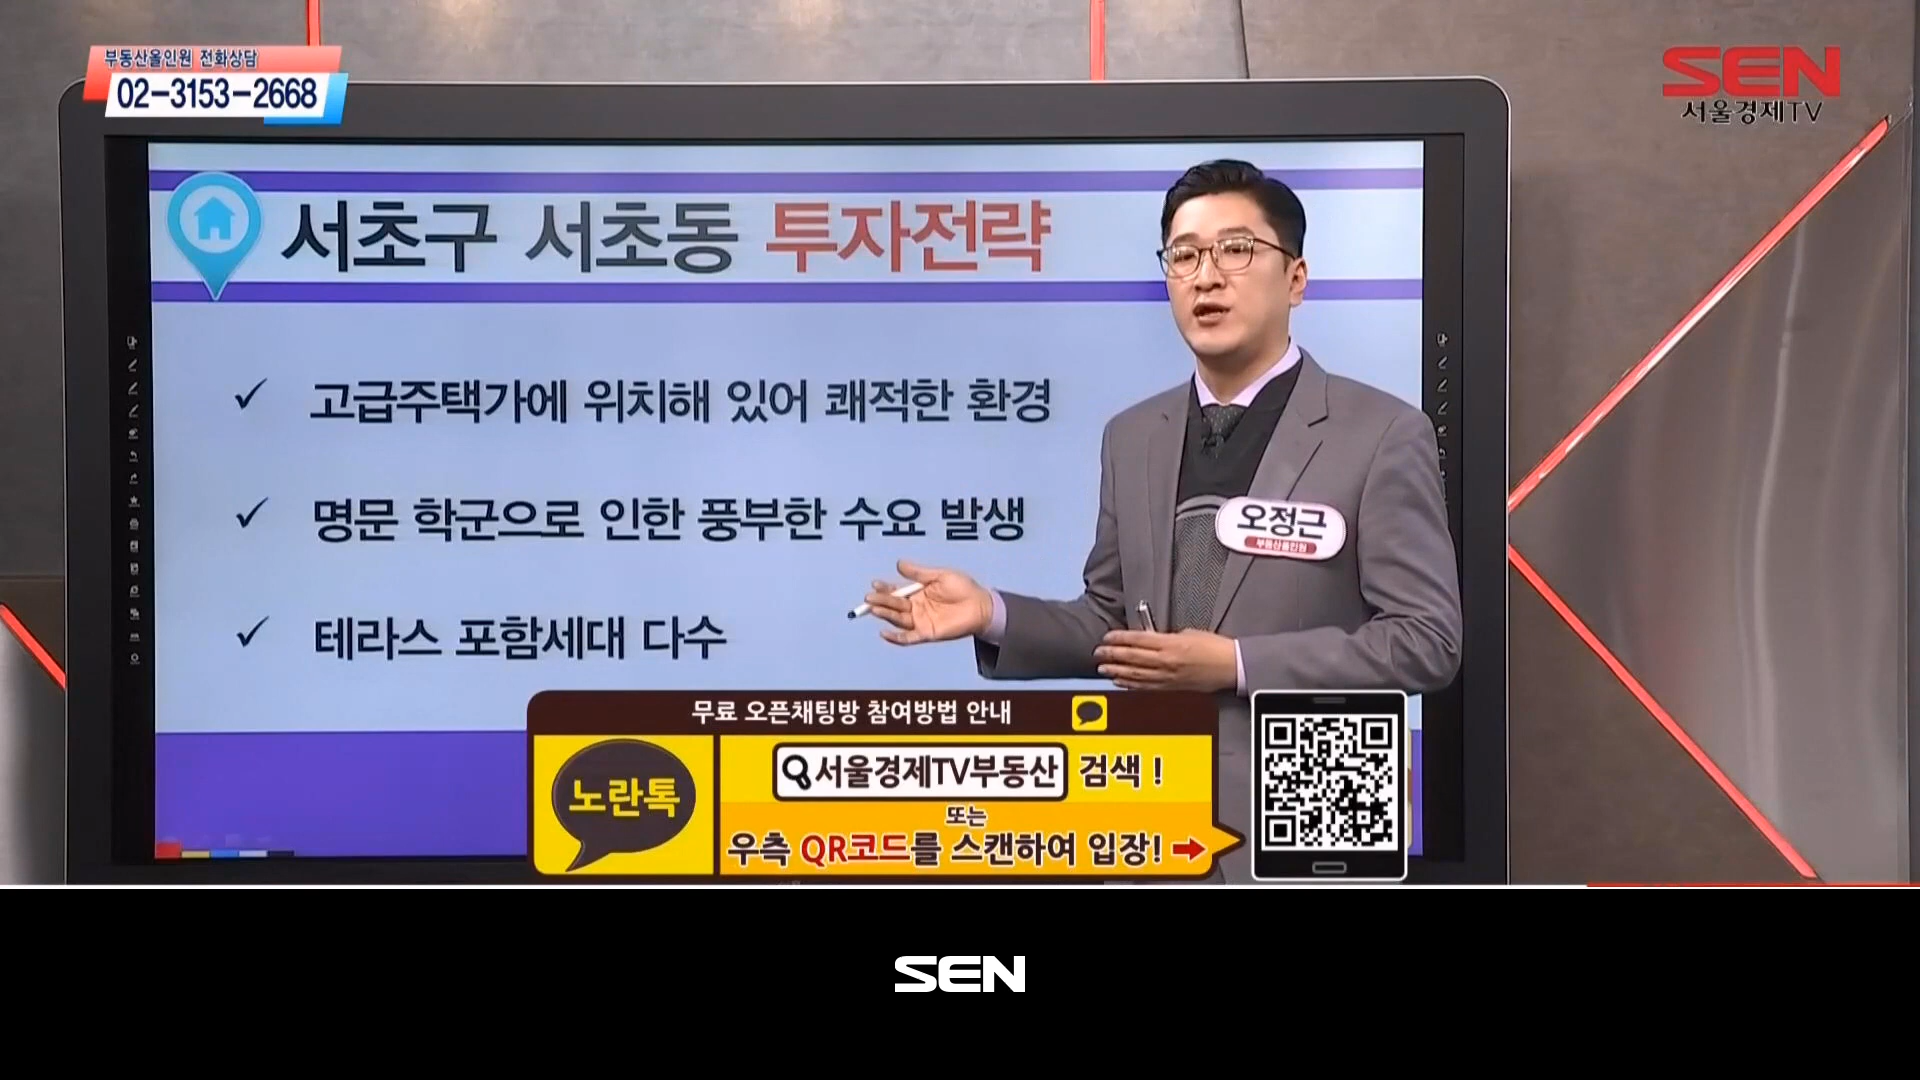 부동산올인원 전화상담
02-3153-2668
SEN
서울경제TV
서초구 서초동 투자전략
✓ 고급주택가에 위치해 있어 쾌적한 환경
✓ 명문 학군으로 인한 풍부한 수요 발생
✓ 테라스 포함세대 다수
오정근
부동산올인원
무료 오픈채팅방 참여방법 안내
노란톡
서울경제TV부동산 검색 !
또는
우측 QR코드를 스캔하여 입장! →
SEN